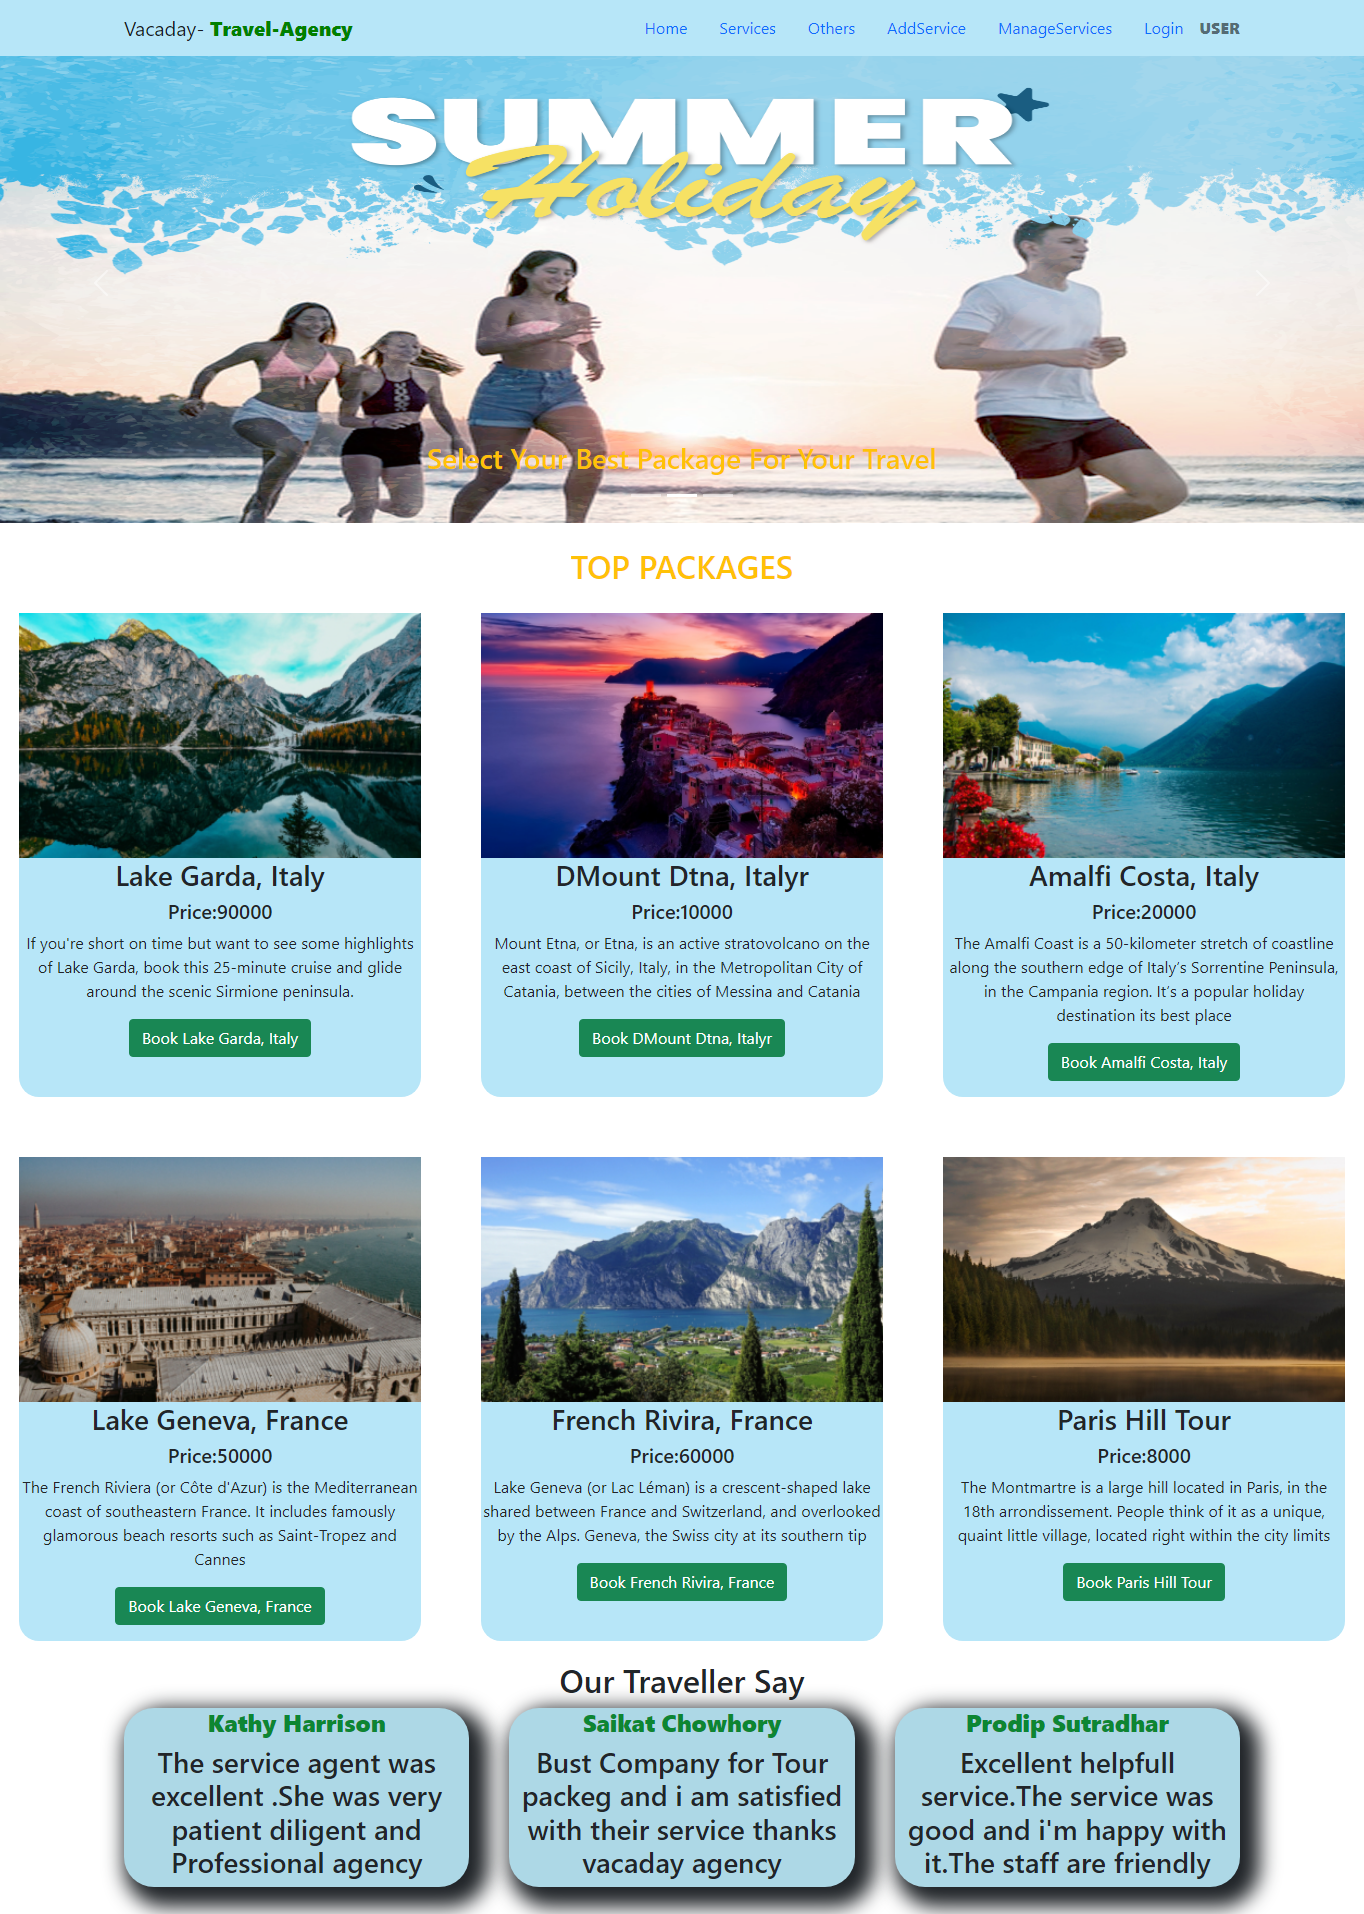 Vacaday- Travel-Agency
Home Services Others AddService ManageServices Login USER
SUMMER
Holiday
Select Your Best Package For Your Travel
TOP PACKAGES
Lake Garda, Italy
Price:90000
If you're short on time but want to see some highlights
of Lake Garda, book this 25-minute cruise and glide
around the scenic Sirmione peninsula.
Book Lake Garda, Italy
DMount Dtna, Italyr
Price:10000
Mount Etna, or Etna, is an active stratovolcano on the
east coast of Sicily, Italy, in the Metropolitan City of
Catania, between the cities of Messina and Catania
Book DMount Dtna, Italyr
Amalfi Costa, Italy
Price:20000
The Amalfi Coast is a 50-kilometer stretch of coastline
along the southern edge of Italy’s Sorrentine Peninsula,
in the Campania region. It’s a popular holiday
destination its best place
Book Amalfi Costa, Italy
Lake Geneva, France
Price:50000
The French Riviera (or Côte d'Azur) is the Mediterranean
coast of southeastern France. It includes famously
glamorous beach resorts such as Saint-Tropez and
Cannes
Book Lake Geneva, France
French Rivira, France
Price:60000
Lake Geneva (or Lac Léman) is a crescent-shaped lake
shared between France and Switzerland, and overlooked
by the Alps. Geneva, the Swiss city at its southern tip
Book French Rivira, France
Paris Hill Tour
Price:8000
The Montmartre is a large hill located in Paris, in the
18th arrondissement. People think of it as a unique,
quaint little village, located right within the city limits
Book Paris Hill Tour
Our Traveller Say
Kathy Harrison
The service agent was
excellent .She was very
patient diligent and
Professional agency
Saikat Chowhory
Bust Company for Tour
packeg and i am satisfied
with their service thanks
vacaday agency
Prodip Sutradhar
Excellent helpfull
service.The service was
good and i'm happy with
it.The staff are friendly